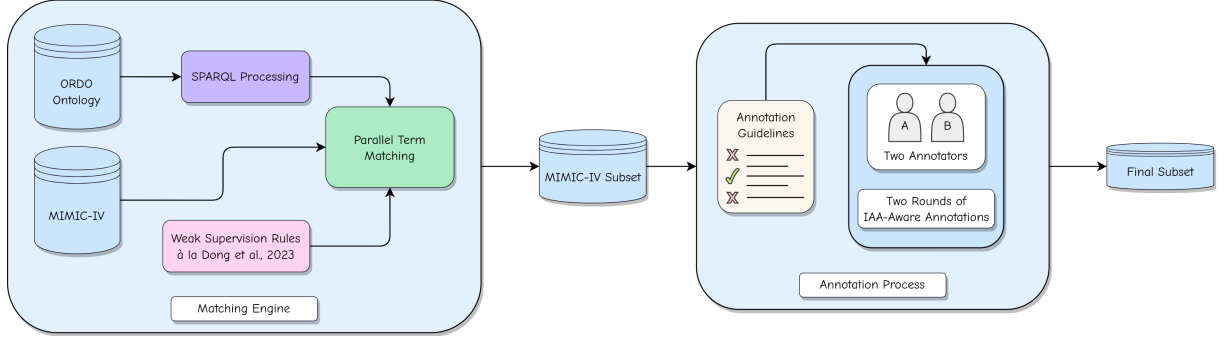 ORDO
Ontology
SPARQL Processing
Parallel Term
Matching
MIMIC-IV
Weak Supervision Rules
à la Dong et al., 2023
Matching Engine
MIMIC-IV Subset
Annotation
Guidelines
A
B
Two Annotators
Two Rounds of
IAA-Aware Annotations
Annotation Process
Final Subset